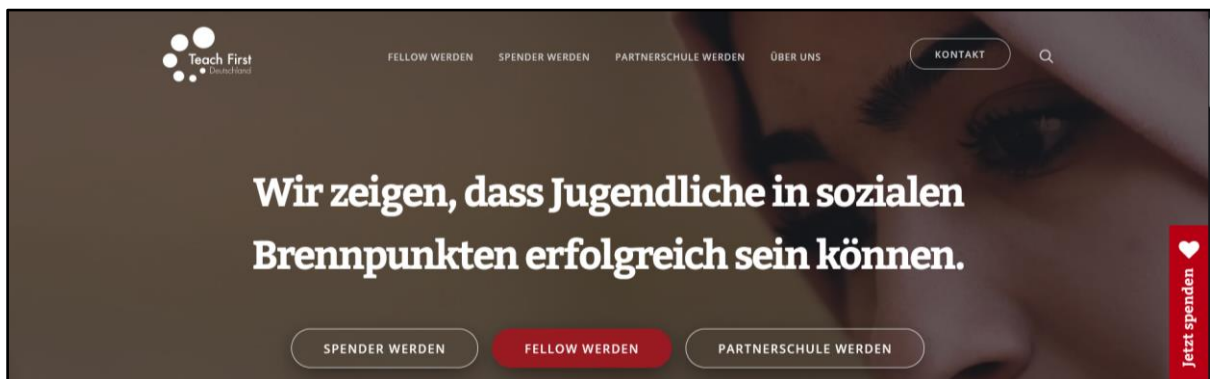 Teach First
Deutschland
FELLOW WERDEN SPENDER WERDEN PARTNERSCHULE WERDEN ÜBER UNS KONTAKT
Wir zeigen, dass Jugendliche in sozialen
Brennpunkten erfolgreich sein können.
SPENDER WERDEN FELLOW WERDEN PARTNERSCHULE WERDEN
Jetzt spenden